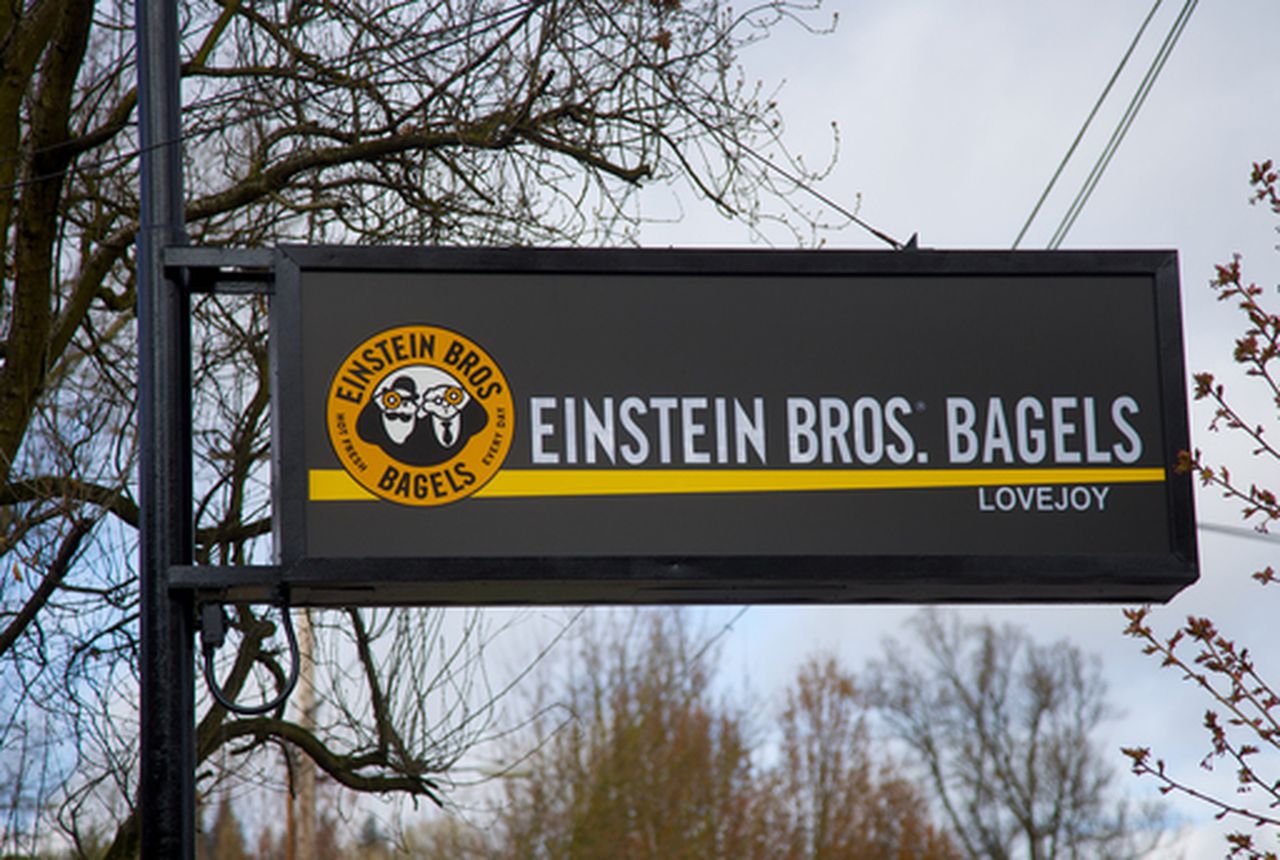 EINSTEIN BROS
HOT FRESH
EVERY DAY
BAGELS
EINSTEIN BROS.® BAGELS
LOVEJOY